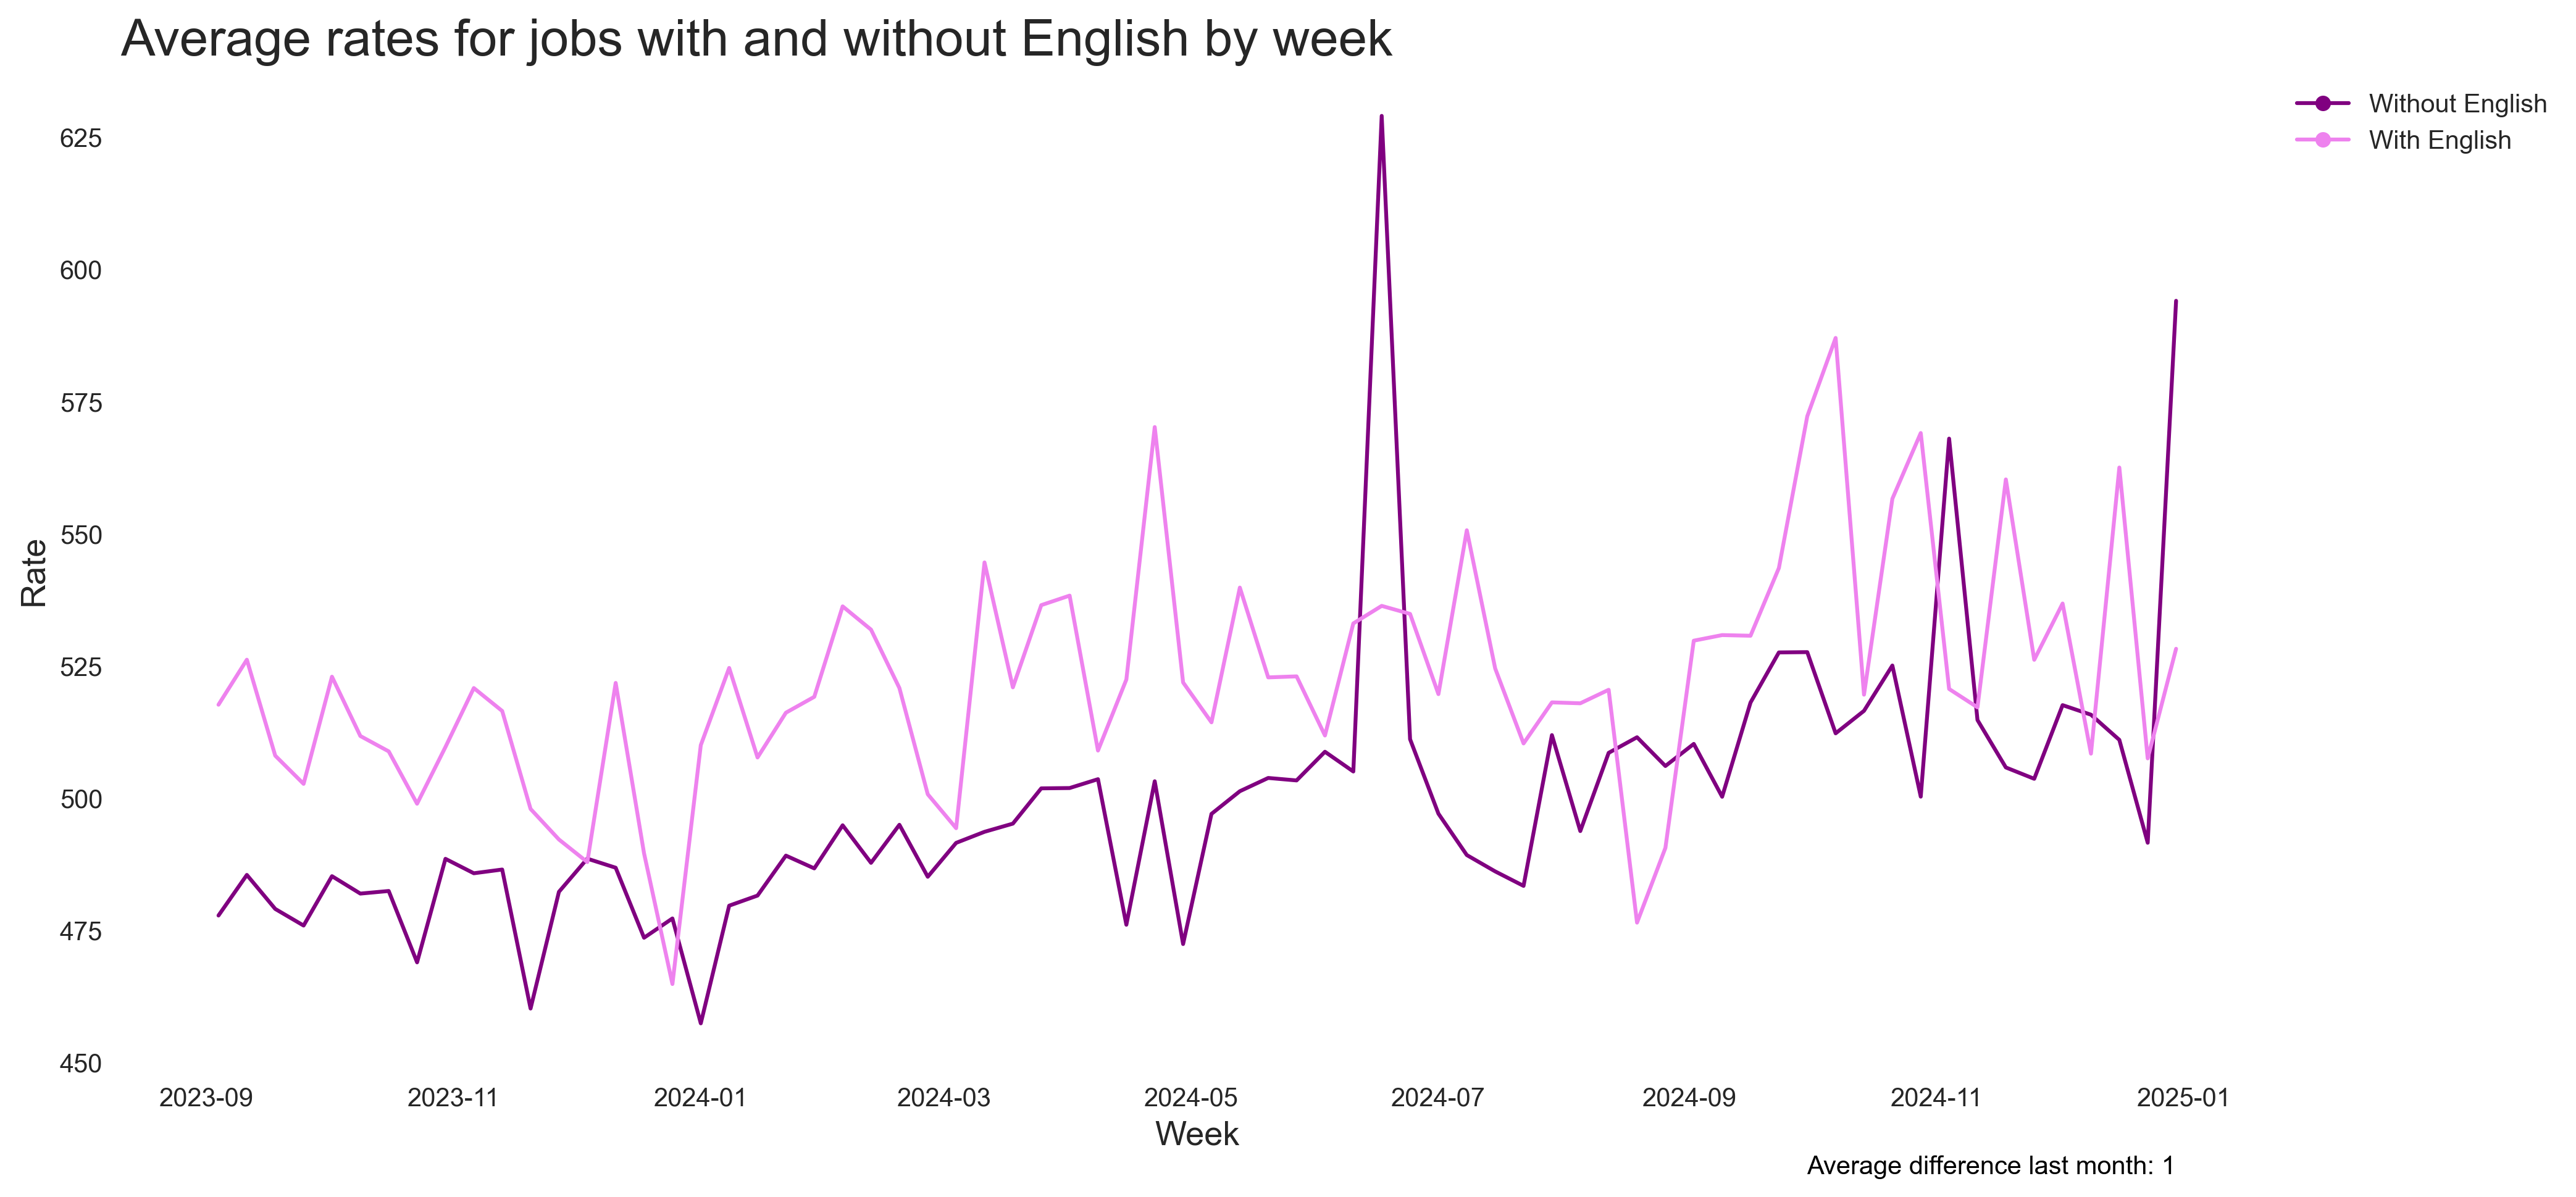 Average rates for jobs with and without English by week
Without English
With English
625
600
575
550
525
500
475
450
Rate
2023-09 2023-11 2024-01 2024-03 2024-05 2024-07 2024-09 2024-11 2025-01
Week
Average difference last month: 1